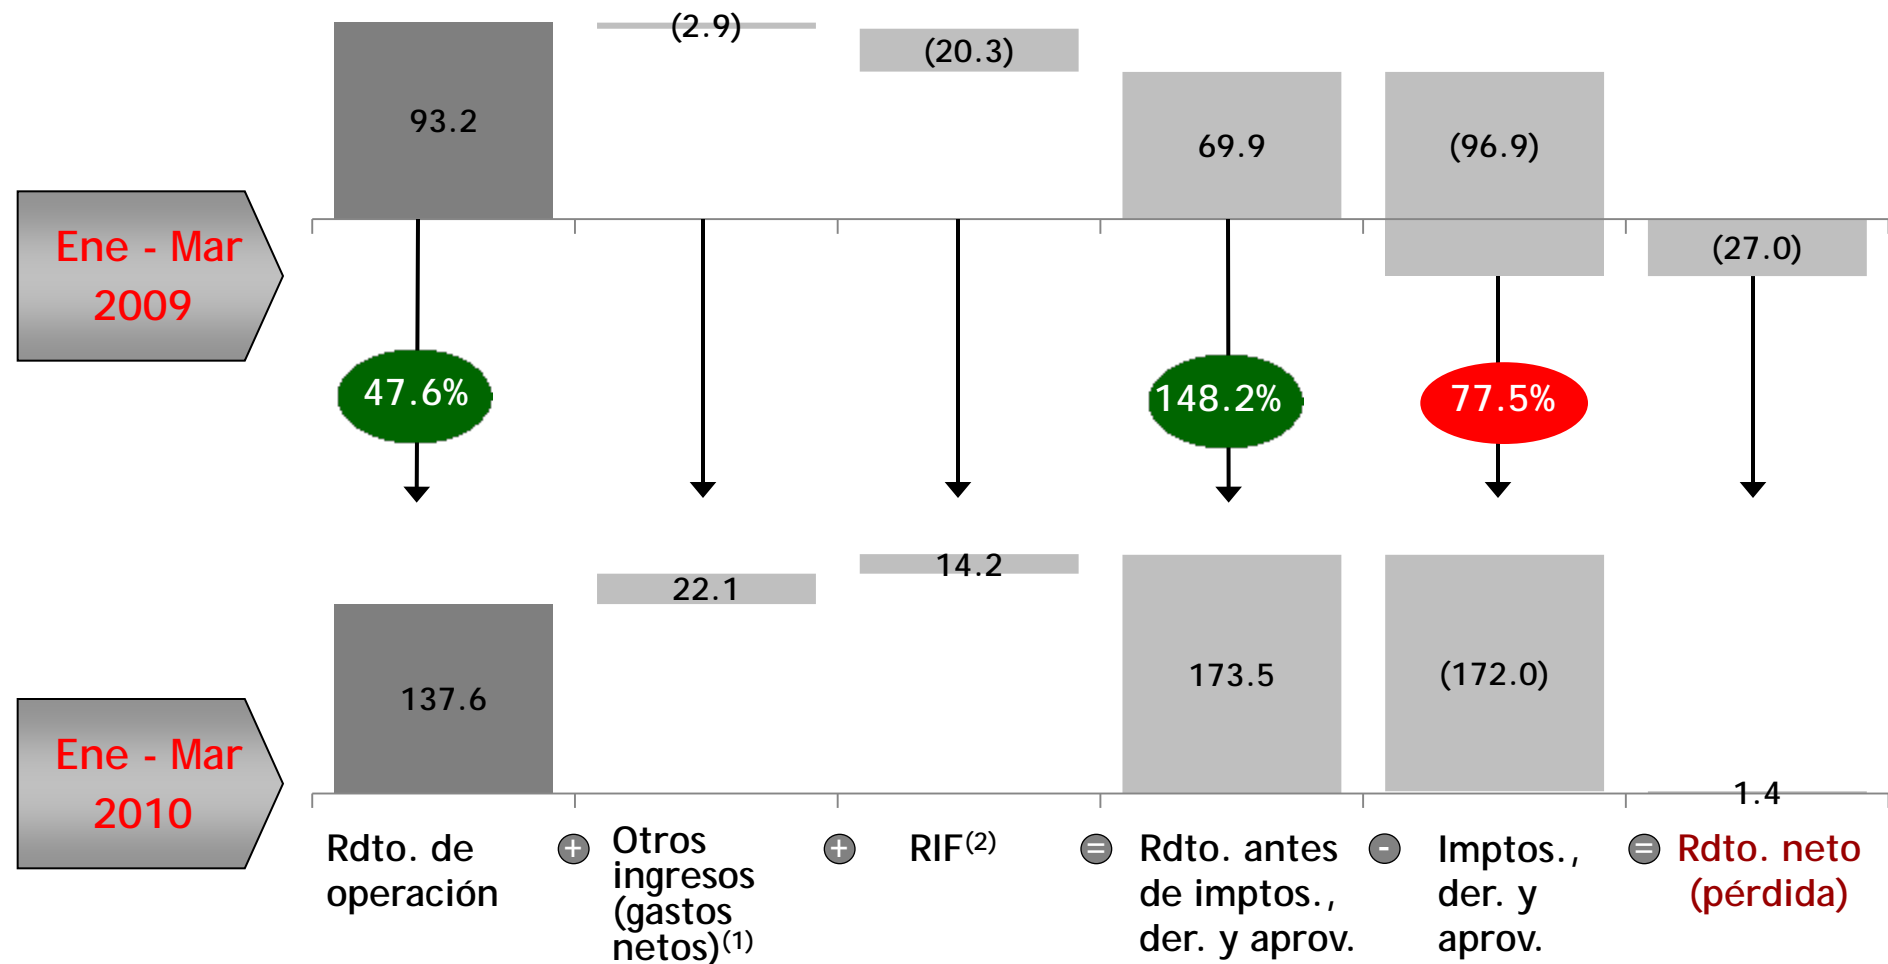 (2.9)
(20.3)
93.2
69.9
(96.9)
(27.0)
Ene - Mar
2009
47.6%
148.2%
77.5%
22.1
14.2
137.6
173.5
(172.0)
1.4
Ene - Mar
2010
Rdto. de
operación
+
Otros
ingresos
(gastos
netos)(1)
+
RIF(2)
=
Rdto. antes
de imptos.,
der. y aprov.
-
Imptos.,
der. y
aprov.
=
Rdto. neto
(pérdida)